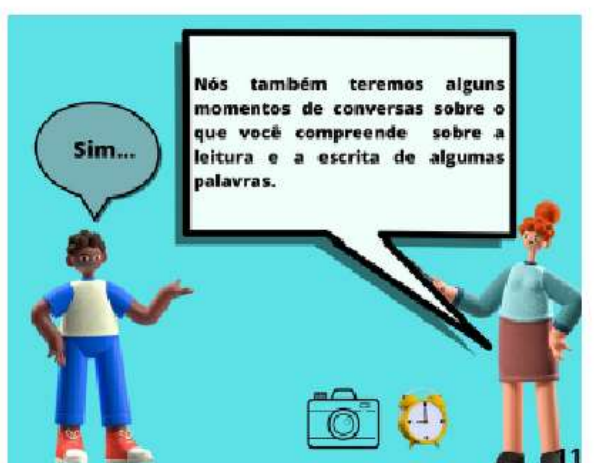 Nós também teremos alguns
momentos de conversas sobre o
que você compreende sobre a
leitura e a escrita de algumas
palavras.
Sim...
11